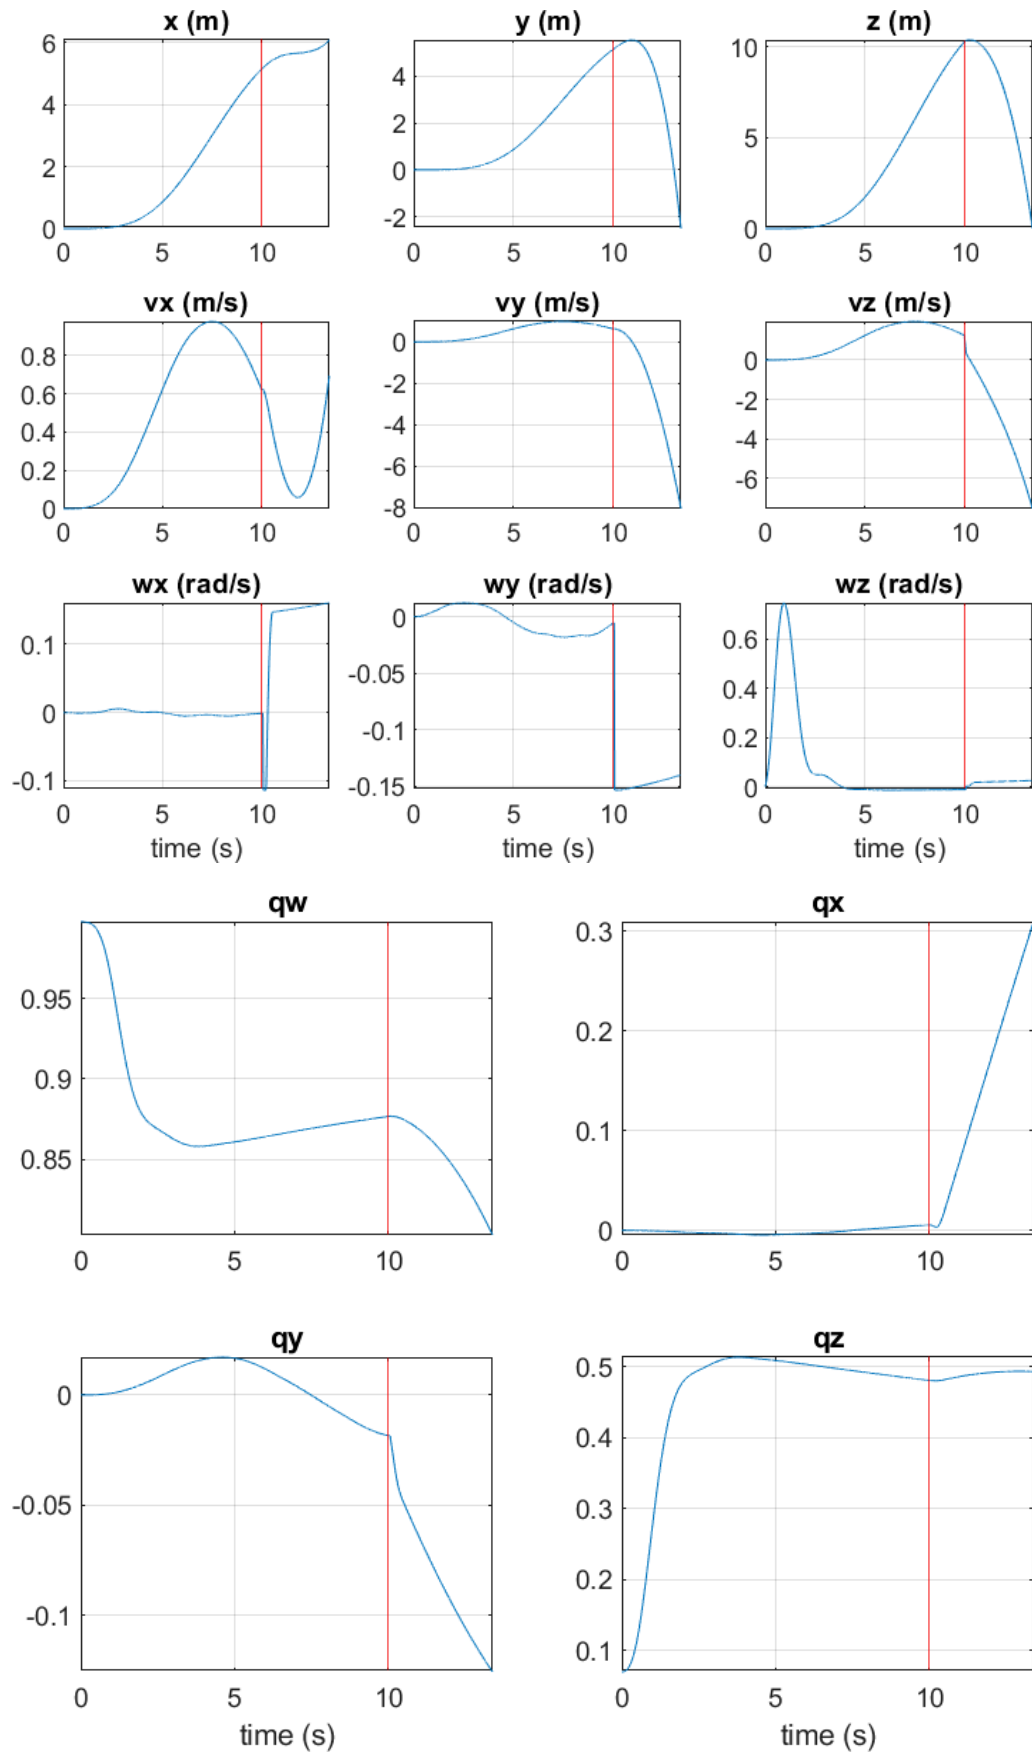 x (m) y (m) z (m)
6 4 2 0
4 2 0 -2
10 5 0
0 5 10 0 5 10 0 5 10
vx (m/s) vy (m/s) vz (m/s)
0.8 0.6 0.4 0.2 0
0 -2 -4 -6 -8
0 -2 -4 -6
0 5 10 0 5 10 0 5 10
wx (rad/s) wy (rad/s) wz (rad/s)
0.1 0 -0.1
0 -0.05 -0.1 -0.15
0.6 0.4 0.2 0
0 5 10 0 5 10 0 5 10
time (s) time (s) time (s)
qw qx
0.95 0.9 0.85
0.3 0.2 0.1 0
0 5 10 0 5 10
qy qz
0 -0.05 -0.1
0.5 0.4 0.3 0.2 0.1
0 5 10 0 5 10
time (s) time (s)